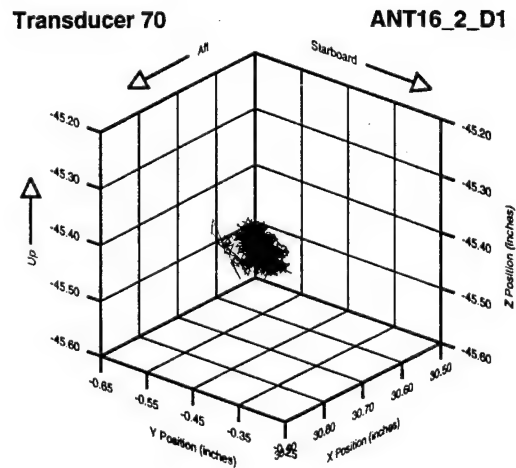 Transducer 70 ANT16_2_D1
Aft Starboard
-45.20 -45.20
-45.30 -45.30
Up
-45.40 -45.40
Z Position (inches)
-45.50 -45.50
-45.60 -45.60
-0.65 30.50
-0.55 30.60
-0.45 30.70
-0.35 30.80
Y Position (inches) X Position (inches)